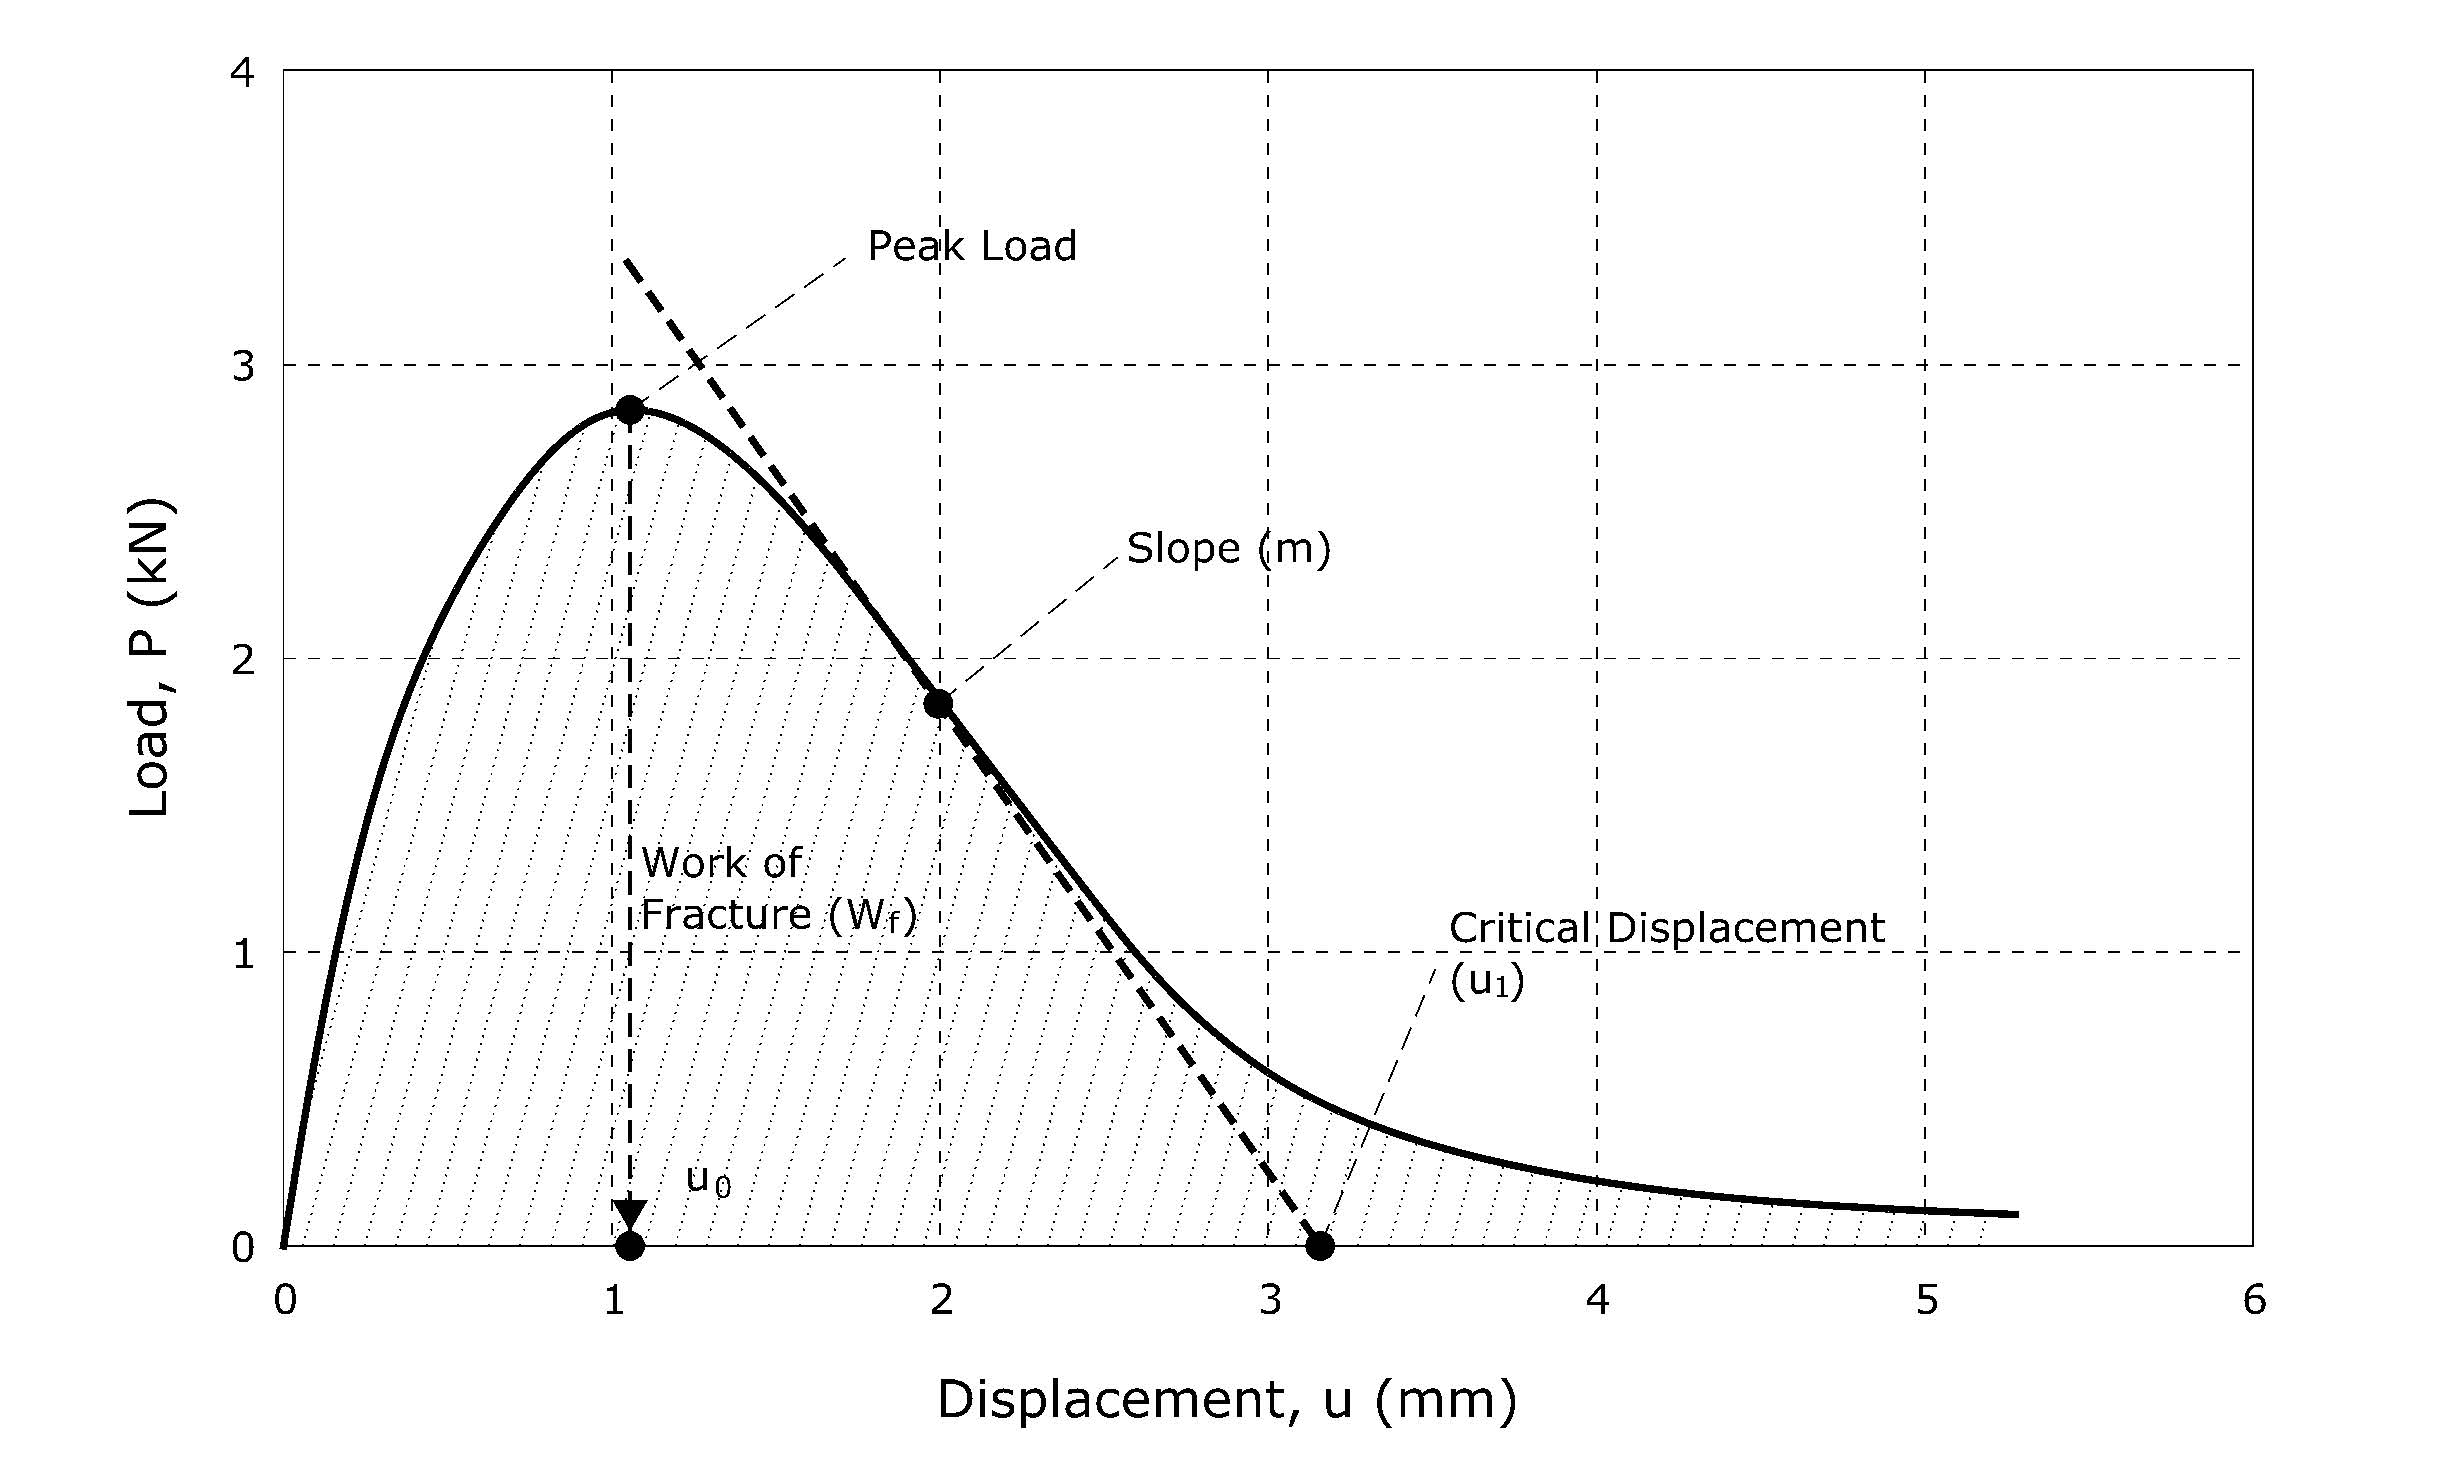 4
Peak Load
3
Slope (m)
2
Load, P (kN)
Work of
Fracture (Wf)
Critical Displacement
(u1)
1
u0
0
0 1 2 3 4 5 6
Displacement, u (mm)